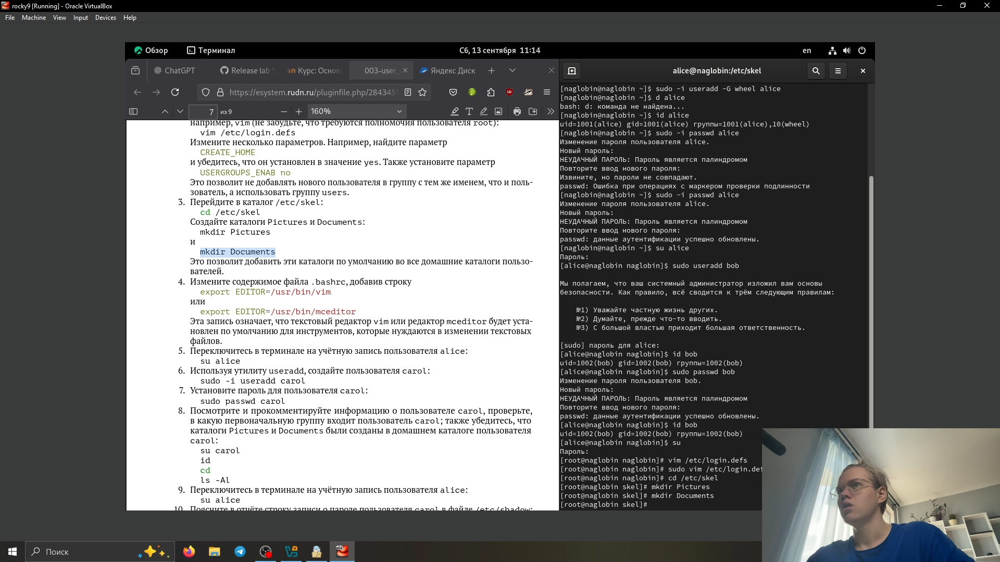 rocky9 [Running] - Oracle VirtualBox
File Machine View Input Devices Help
Обзор Терминал Сб, 13 сентября 11:14 en
ChatGPT Release lab 1 Курс: Основ 003-user_ Яндекс Диск
https://esystem.rudn.ru/pluginfile.php/2843451
7 из 9 160%
например, vim (не забудьте, что требуются полномочия пользователя root):
vim /etc/login.defs
Измените несколько параметров. Например, найдите параметр
CREATE_HOME
и убедитесь, что он установлен в значение yes. Также установите параметр
USERGROUPS_ENAB no
Это позволит не добавлять нового пользователя в группу с тем же именем, что и поль-
зователь, а использовать группу users.
3. Перейдите в каталог /etc/skel:
cd /etc/skel
Создайте каталоги Pictures и Documents:
mkdir Pictures
и
mkdir Documents
Это позволит добавить эти каталоги по умолчанию во все домашние каталоги пользо-
вателей.
4. Измените содержимое файла .bashrc, добавив строку
export EDITOR=/usr/bin/vim
или
export EDITOR=/usr/bin/mceditor
Эта запись означает, что текстовый редактор vim или редактор mceditor будет уста-
новлен по умолчанию для инструментов, которые нуждаются в изменении текстовых
файлов.
5. Переключитесь в терминале на учётную запись пользователя alice:
su alice
6. Используя утилиту useradd, создайте пользователя carol:
sudo -i useradd carol
7. Установите пароль для пользователя carol:
sudo passwd carol
8. Посмотрите и прокомментируйте информацию о пользователе carol, проверьте,
в какую первоначальную группу входит пользователь carol; также убедитесь, что
каталоги Pictures и Documents были созданы в домашнем каталоге пользователя
carol:
su carol
id
cd
ls -Al
9. Переключитесь в терминале на учётную запись пользователя alice:
su alice
10. Поясните в отчёте строку записи о пароле пользователя carol в файле /etc/shadow:
alice@naglobin:/etc/skel
[naglobin@naglobin ~]$ sudo -i useradd -G wheel alice
[naglobin@naglobin ~]$ d alice
bash: d: команда не найдена...
[naglobin@naglobin ~]$ id alice
uid=1001(alice) gid=1001(alice) группы=1001(alice),10(wheel)
[naglobin@naglobin ~]$ sudo -i passwd alice
Изменение пароля пользователя alice.
Новый пароль:
НЕУДАЧНЫЙ ПАРОЛЬ: Пароль является палиндромом
Повторите ввод нового пароля:
Извините, но пароли не совпадают.
passwd: Ошибка при операциях с маркером проверки подлинности
[naglobin@naglobin ~]$ sudo -i passwd alice
Изменение пароля пользователя alice.
Новый пароль:
НЕУДАЧНЫЙ ПАРОЛЬ: Пароль является палиндромом
Повторите ввод нового пароля:
passwd: данные аутентификации успешно обновлены.
[naglobin@naglobin ~]$ su alice
Пароль:
[alice@naglobin naglobin]$ sudo useradd bob
Мы полагаем, что ваш системный администратор изложил вам основы
безопасности. Как правило, всё сводится к трём следующим правилам:
№1) Уважайте частную жизнь других.
№2) Думайте, прежде что-то вводить.
№3) С большой властью приходит большая ответственность.
[sudo] пароль для alice:
[alice@naglobin naglobin]$ id bob
uid=1002(bob) gid=1002(bob) группы=1002(bob)
[alice@naglobin naglobin]$ sudo passwd bob
Изменение пароля пользователя bob.
Новый пароль:
НЕУДАЧНЫЙ ПАРОЛЬ: Пароль является палиндромом
Повторите ввод нового пароля:
passwd: данные аутентификации успешно обновлены.
[alice@naglobin naglobin]$ id bob
uid=1002(bob) gid=1002(bob) группы=1002(bob)
[alice@naglobin naglobin]$ su
Пароль:
[root@naglobin naglobin]# vim /etc/login.defs
[root@naglobin naglobin]# sudo vim /etc/login.def
[root@naglobin naglobin]# cd /etc/skel
[root@naglobin skel]# mkdir Pictures
[root@naglobin skel]# mkdir Documents
[root@naglobin skel]#
Поиск